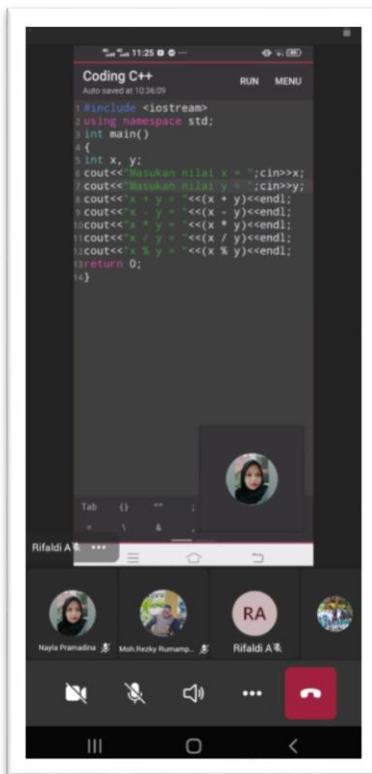 11:25
Coding C++
RUN MENU
Auto saved at 10:36:09
1 #include <iostream>
2 using namespace std;
3 int main()
4 {
5 int x, y;
6 cout<<"Masukan nilai x = ";cin>>x;
7 cout<<"Masukan nilai y = ";cin>>y;
8 cout<<"x + y = "<<(x + y)<<endl;
9 cout<<"x - y = "<<(x - y)<<endl;
10 cout<<"x * y = "<<(x * y)<<endl;
11 cout<<"x / y = "<<(x / y)<<endl;
12 cout<<"x % y = "<<(x % y)<<endl;
13 return 0;
14 }
Tab {} "" ;
= \ &
Rifaldi A
RA
Nayla Pramadina Moh.Rezky Rumamp... Rifaldi A